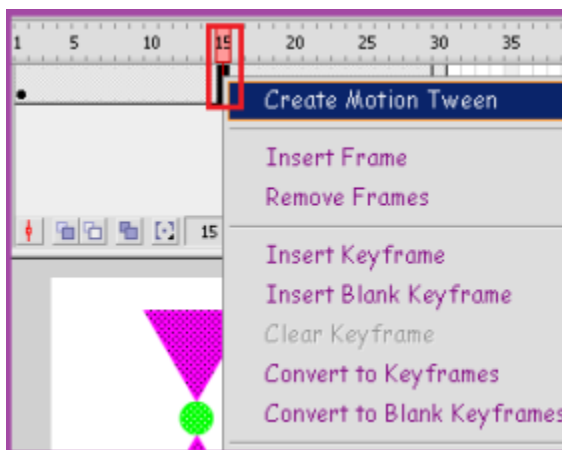 1 5 10 15 20 25 30 35
Create Motion Tween
Insert Frame
Remove Frames
15
Insert Keyframe
Insert Blank Keyframe
Clear Keyframe
Convert to Keyframes
Convert to Blank Keyframes